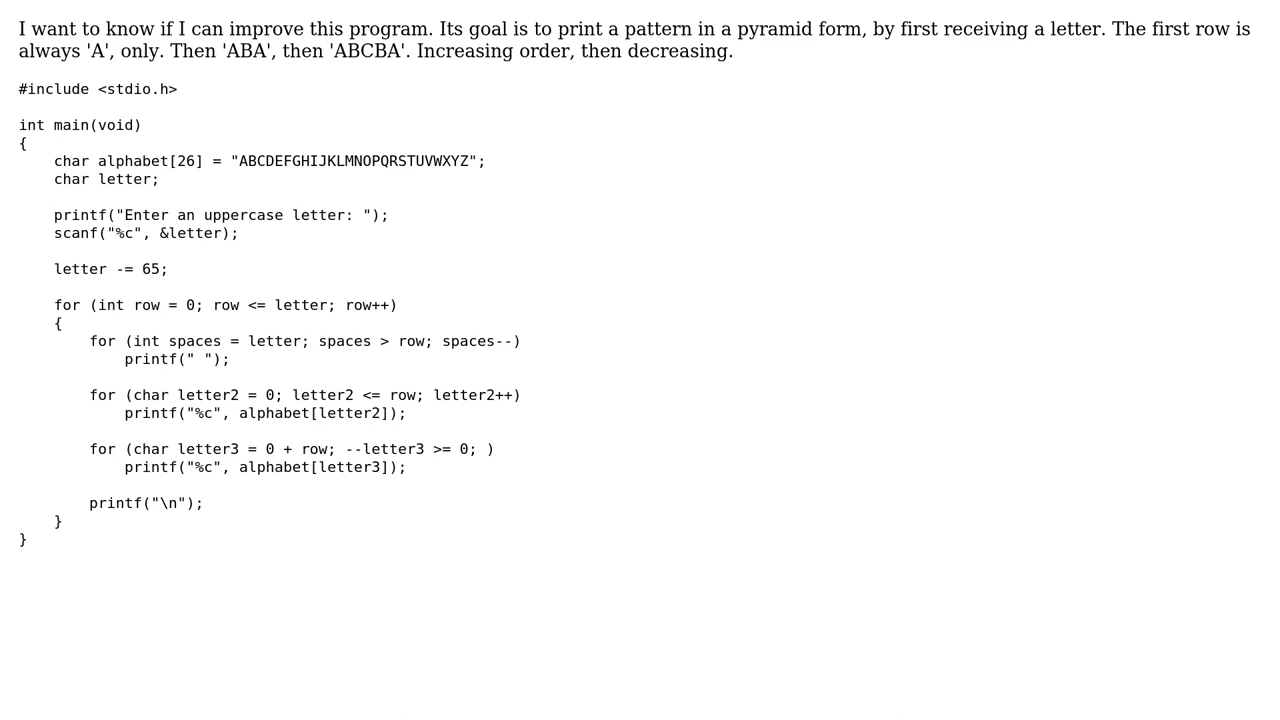 I want to know if I can improve this program. Its goal is to print a pattern in a pyramid form, by first receiving a letter. The first row is
always 'A', only. Then 'ABA', then 'ABCBA'. Increasing order, then decreasing.
#include <stdio.h>

int main(void)
{
    char alphabet[26] = "ABCDEFGHIJKLMNOPQRSTUVWXYZ";
    char letter;

    printf("Enter an uppercase letter: ");
    scanf("%c", &letter);

    letter -= 65;

    for (int row = 0; row <= letter; row++)
    {
        for (int spaces = letter; spaces > row; spaces--)
            printf(" ");

        for (char letter2 = 0; letter2 <= row; letter2++)
            printf("%c", alphabet[letter2]);

        for (char letter3 = 0 + row; --letter3 >= 0; )
            printf("%c", alphabet[letter3]);

        printf("\n");
    }
}